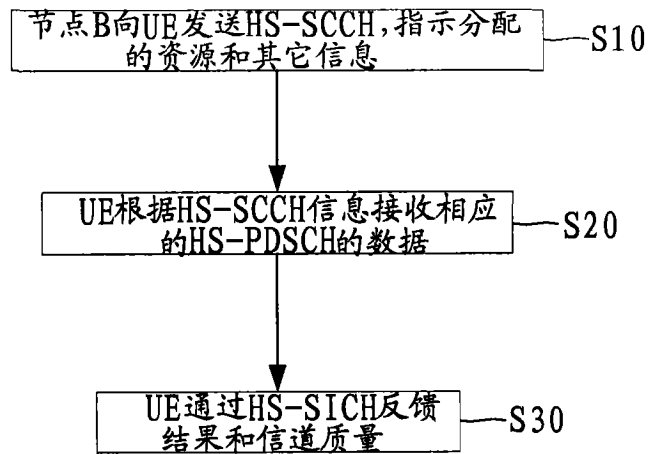 节点B向UE发送HS-SCCH,指示分配
的资源和其它信息
S10
UE根据HS-SCCH信息接收相应
的HS-PDSCH的数据
S20
UE通过HS-SICH反馈
结果和信道质量
S30